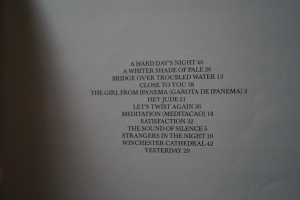 A HARD DAY'S NIGHT 46
A WHITER SHADE OF PALE 26
BRIDGE OVER TROUBLED WATER 13
CLOSE TO YOU 38
THE GIRL FROM IPANEMA (GAROTA DE IPANEMA) 2
HEY JUDE 21
LET'S TWIST AGAIN 36
MEDITATION (MEDITACAO) 18
SATISFACTION 32
THE SOUND OF SILENCE 5
STRANGERS IN THE NIGHT 10
WINCHESTER CATHEDRAL 42
YESTERDAY 29